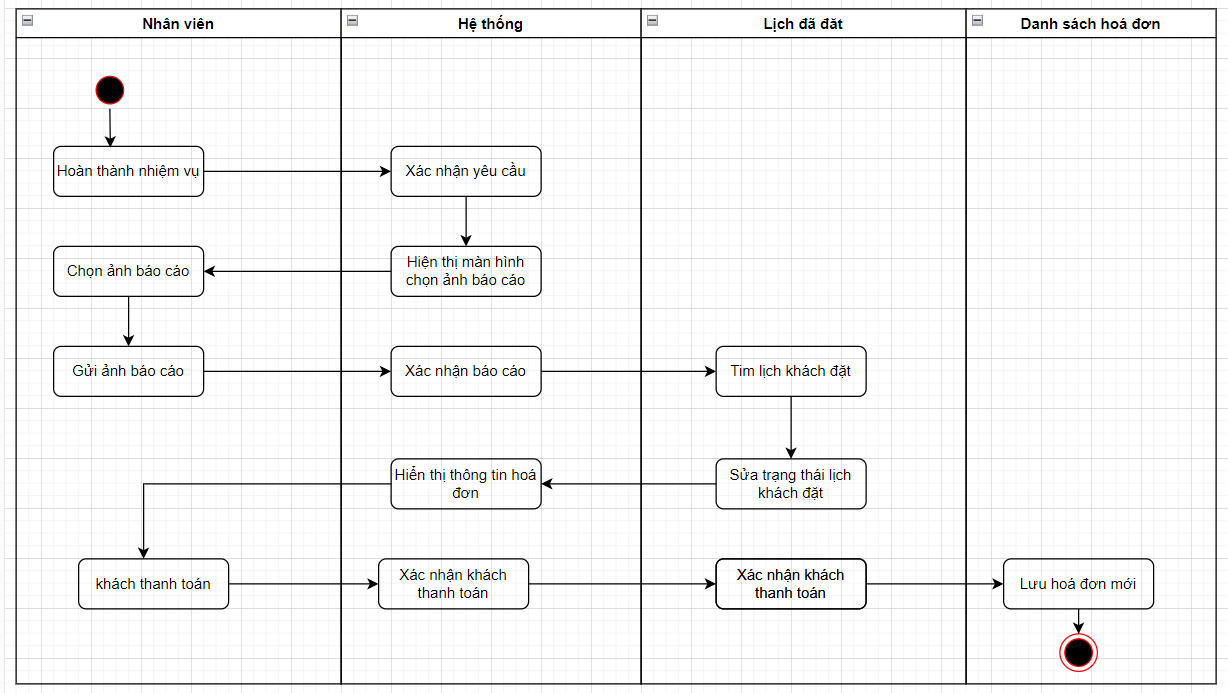 Nhân viên
Hệ thống
Lịch đã đăt
Danh sách hoá đơn
Hoàn thành nhiệm vụ
Xác nhận yêu cầu
Chọn ảnh báo cáo
Hiện thị màn hình
chọn ảnh báo cáo
Gửi ảnh báo cáo
Xác nhận báo cáo
Tim lịch khách đặt
Hiển thị thông tin hoá
đơn
Sửa trạng thái lịch
khách đặt
khách thanh toán
Xác nhận khách
thanh toán
Xác nhận khách
thanh toán
Lưu hoá đơn mới